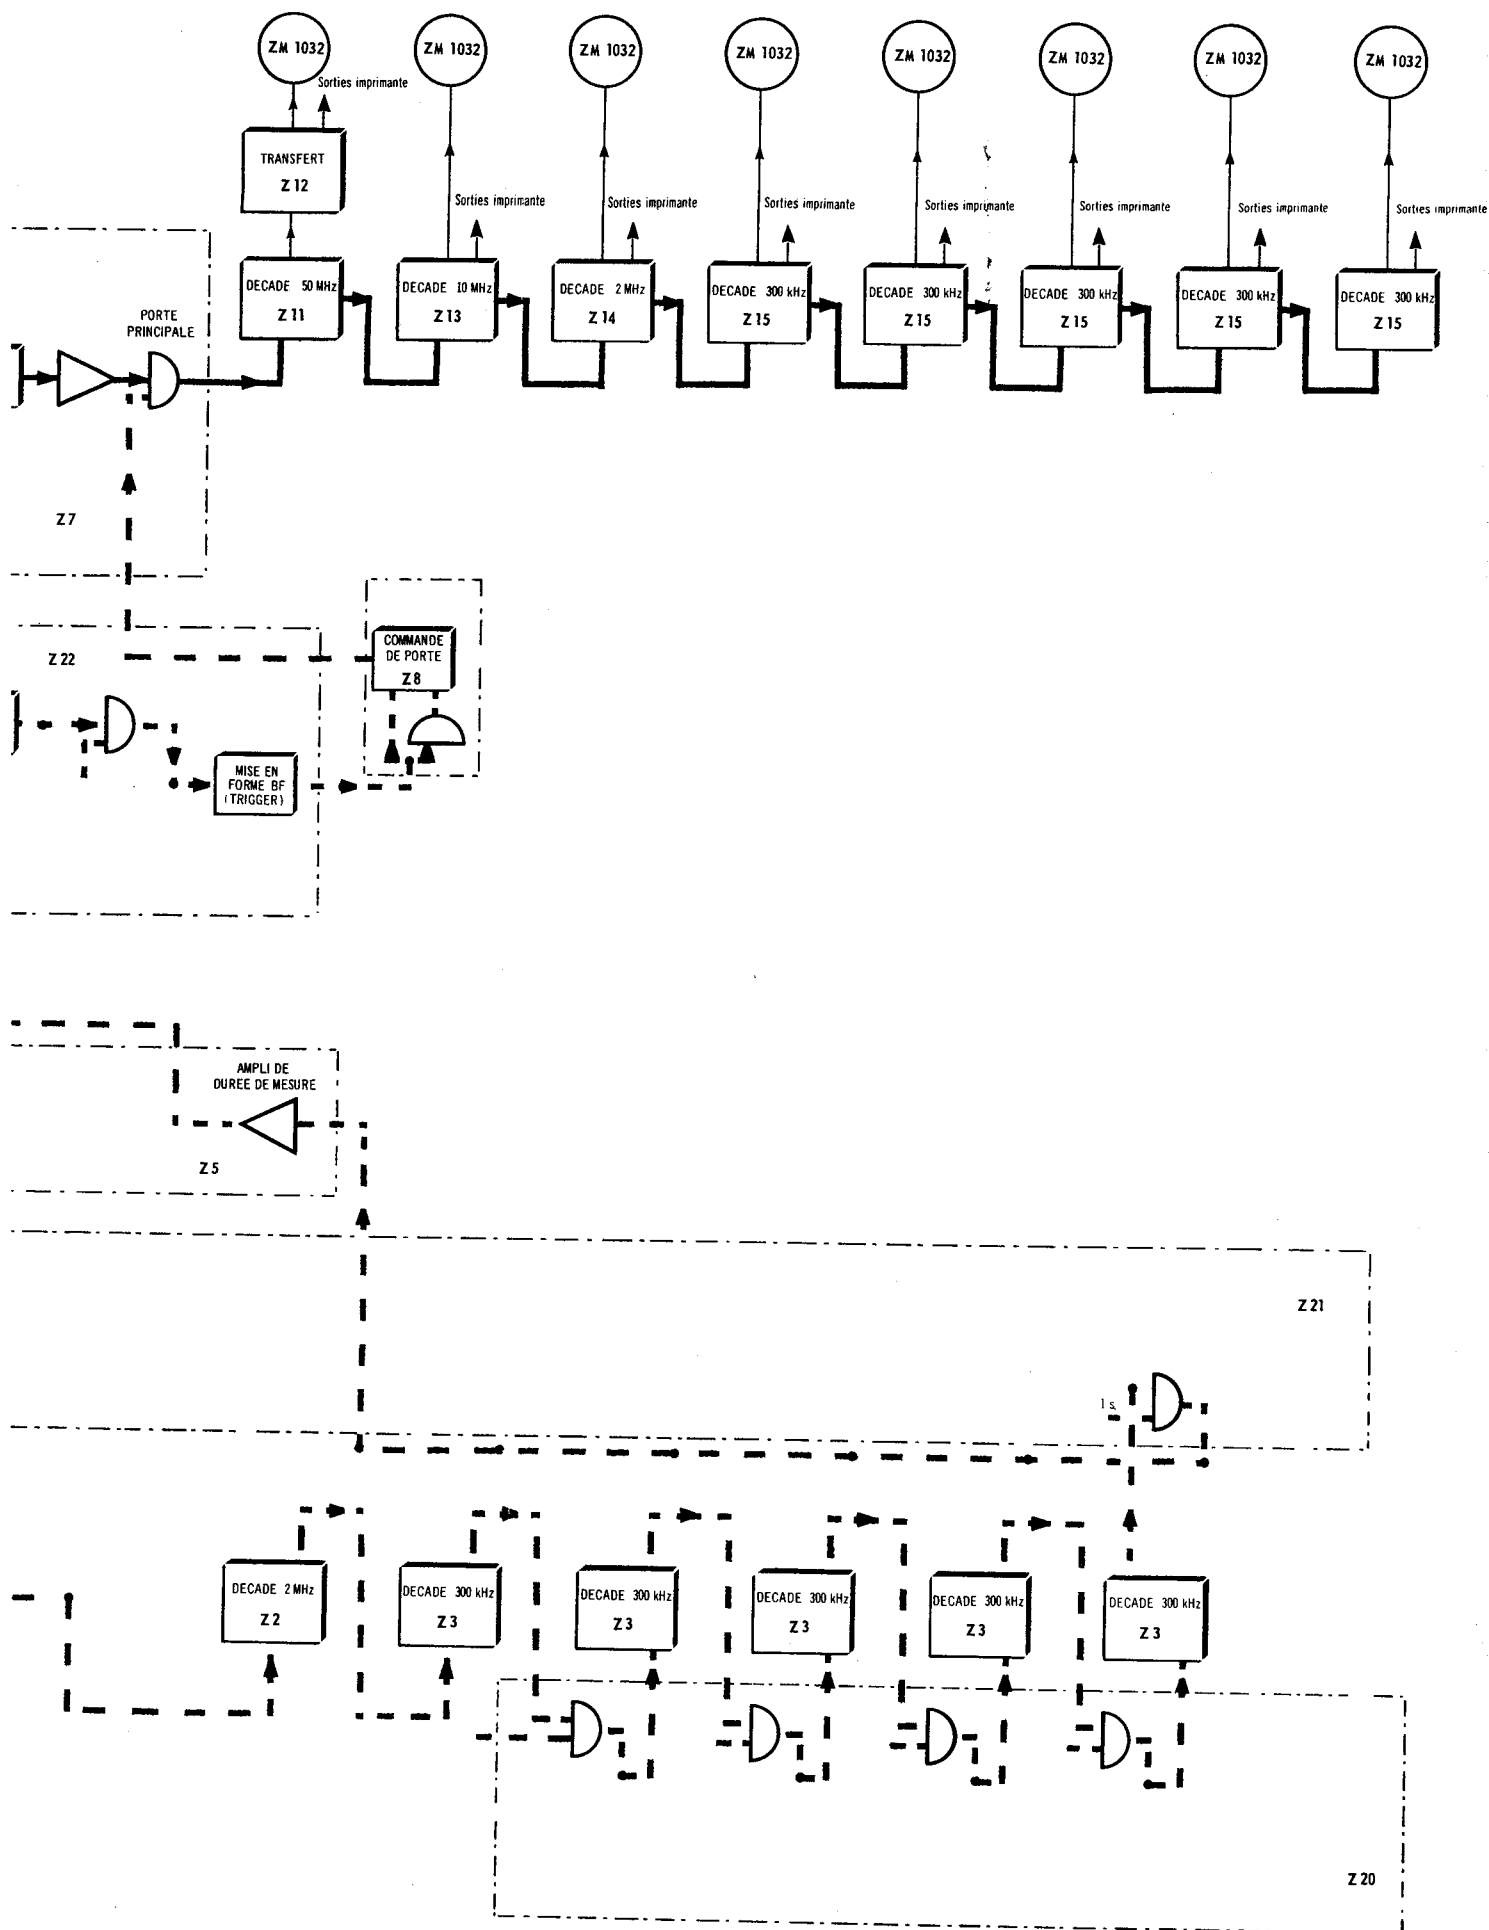 ZM 1032
ZM 1032
ZM 1032
ZM 1032
ZM 1032
ZM 1032
ZM 1032
ZM 1032
Sorties imprimante
TRANSFERT
Z 12
Sorties imprimante
Sorties imprimante
Sorties imprimante
Sorties imprimante
Sorties imprimante
Sorties imprimante
Sorties imprimante
DECADE 50 MHz
Z 11
DECADE 10 MHz
Z 13
DECADE 2 MHz
Z 14
DECADE 300 kHz
Z 15
DECADE 300 kHz
Z 15
DECADE 300 kHz
Z 15
DECADE 300 kHz
Z 15
DECADE 300 kHz
Z 15
PORTE
PRINCIPALE
Z 7
Z 22
COMMANDE
DE PORTE
Z 8
MISE EN
FORME BF
(TRIGGER)
AMPLI DE
DUREE DE MESURE
Z 5
Z 21
1 s.
DECADE 2 MHz
Z 2
DECADE 300 kHz
Z 3
DECADE 300 kHz
Z 3
DECADE 300 kHz
Z 3
DECADE 300 kHz
Z 3
DECADE 300 kHz
Z 3
Z 20